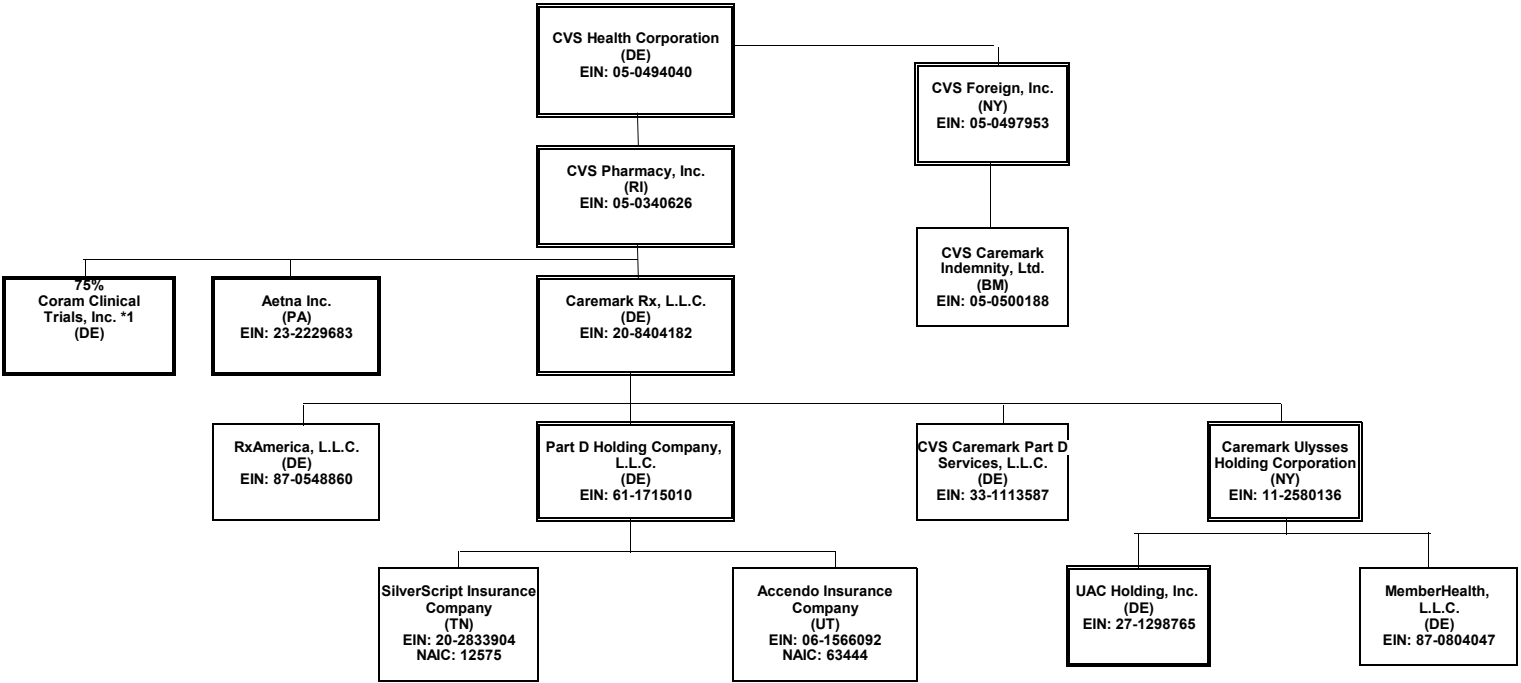 CVS Health Corporation
(DE)
EIN: 05-0494040
CVS Foreign, Inc.
(NY)
EIN: 05-0497953
CVS Pharmacy, Inc.
(RI)
EIN: 05-0340626
CVS Caremark
Indemnity, Ltd.
(BM)
EIN: 05-0500188
75%
Coram Clinical
Trials, Inc. *1
(DE)
Aetna Inc.
(PA)
EIN: 23-2229683
Caremark Rx, L.L.C.
(DE)
EIN: 20-8404182
RxAmerica, L.L.C.
(DE)
EIN: 87-0548860
Part D Holding Company,
L.L.C.
(DE)
EIN: 61-1715010
CVS Caremark Part D
Services, L.L.C.
(DE)
EIN: 33-1113587
Caremark Ulysses
Holding Corporation
(NY)
EIN: 11-2580136
SilverScript Insurance
Company
(TN)
EIN: 20-2833904
NAIC: 12575
Accendo Insurance
Company
(UT)
EIN: 06-1566092
NAIC: 63444
UAC Holding, Inc.
(DE)
EIN: 27-1298765
MemberHealth,
L.L.C.
(DE)
EIN: 87-0804047